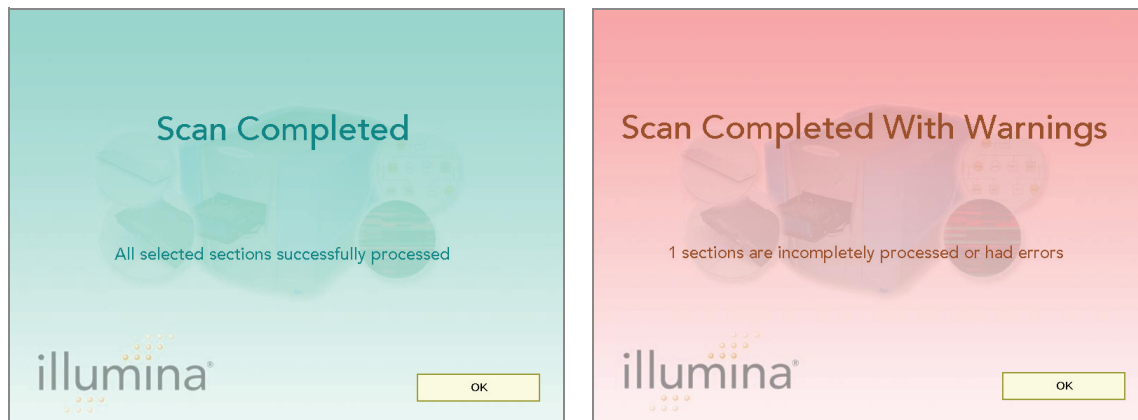 Scan Completed
All selected sections successfully processed
illumina®
OK
Scan Completed With Warnings
1 sections are incompletely processed or had errors
illumina®
OK